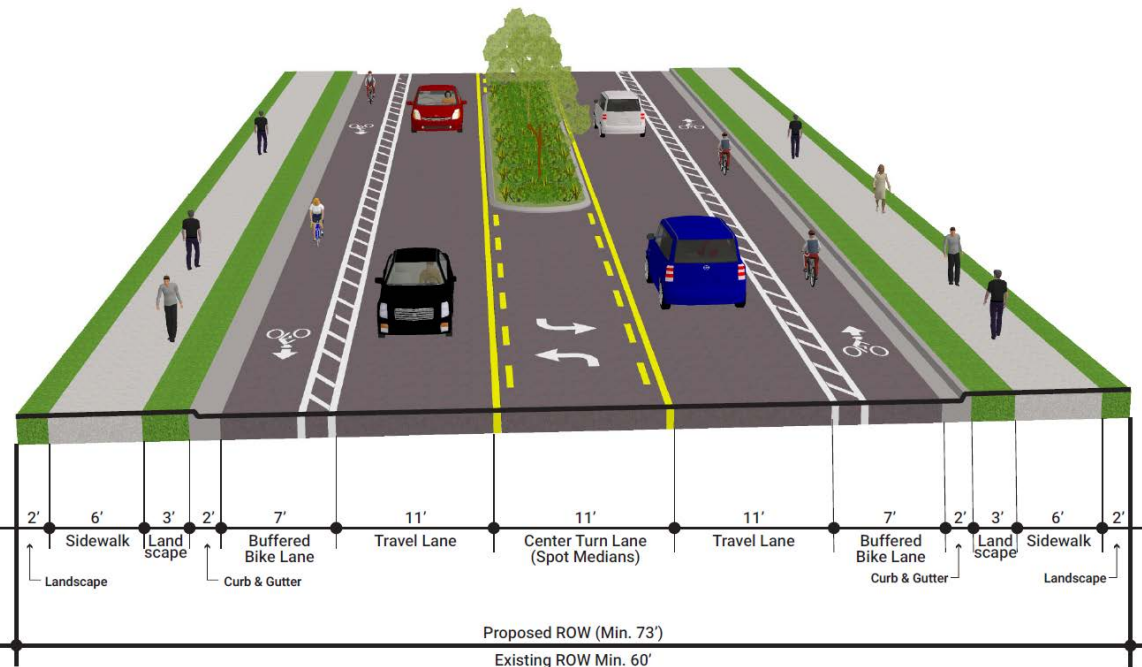 2' 6' 3' 2' 7' 11' 11' 11' 7' 2' 3' 6' 2'
Sidewalk Land Buffered Travel Lane Center Turn Lane Travel Lane Buffered Land Sidewalk
scape Bike Lane (Spot Medians) Bike Lane scape
Landscape Curb & Gutter Curb & Gutter Landscape
Proposed ROW (Min. 73')
Existing ROW Min. 60'